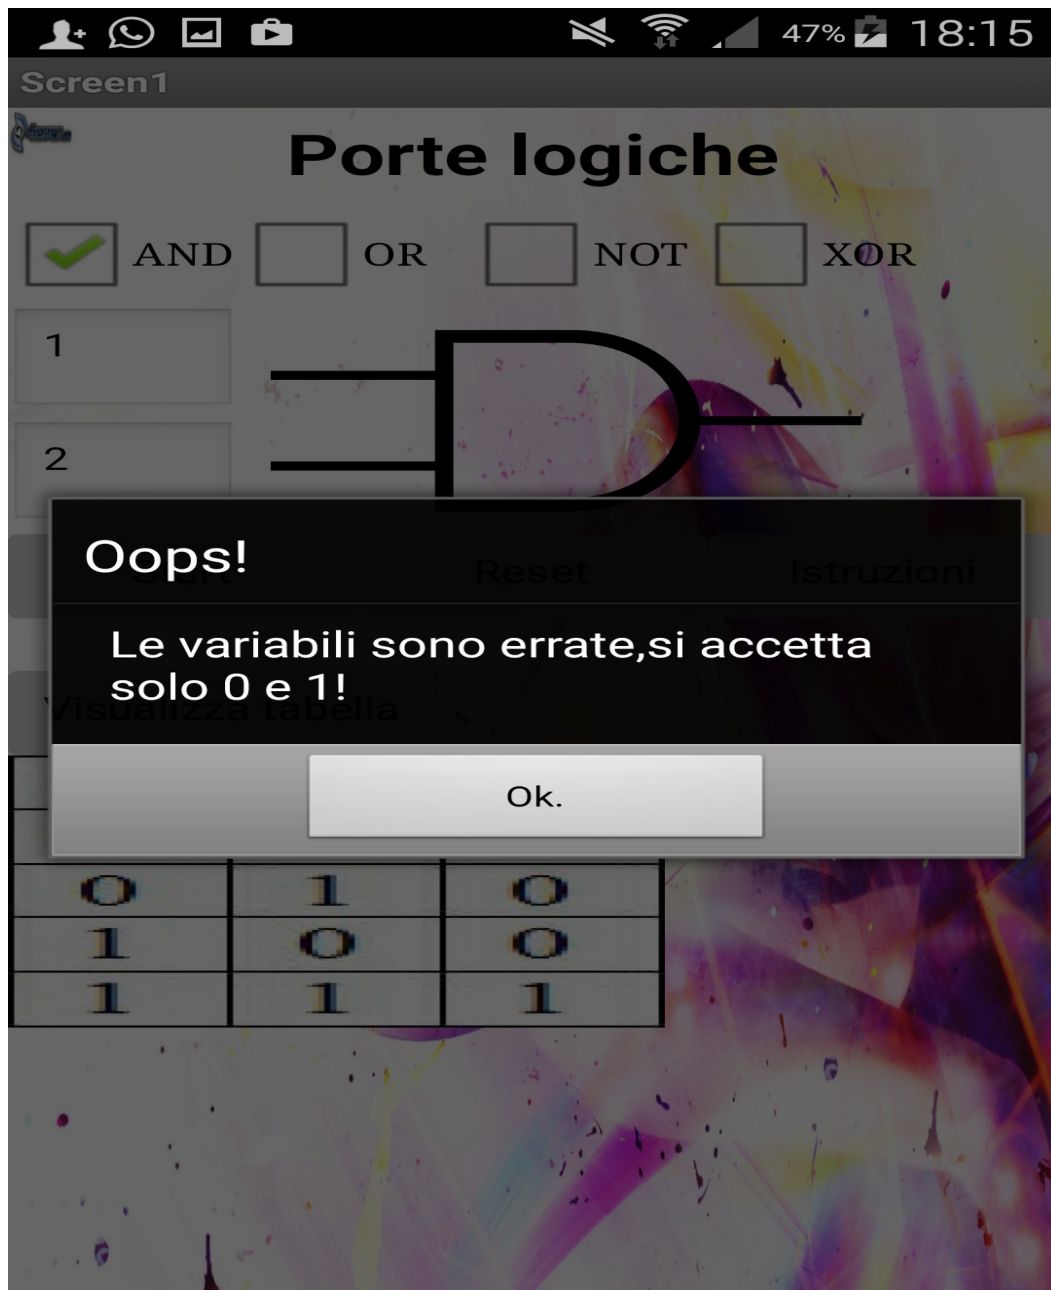 47% 18:15
Screen1
Porte logiche
AND OR NOT XOR
1
2
Oops!
Reset Istruzioni
Le variabili sono errate,si accetta
solo 0 e 1!
Visualizza tabella
Ok.
0 1 0
1 0 0
1 1 1